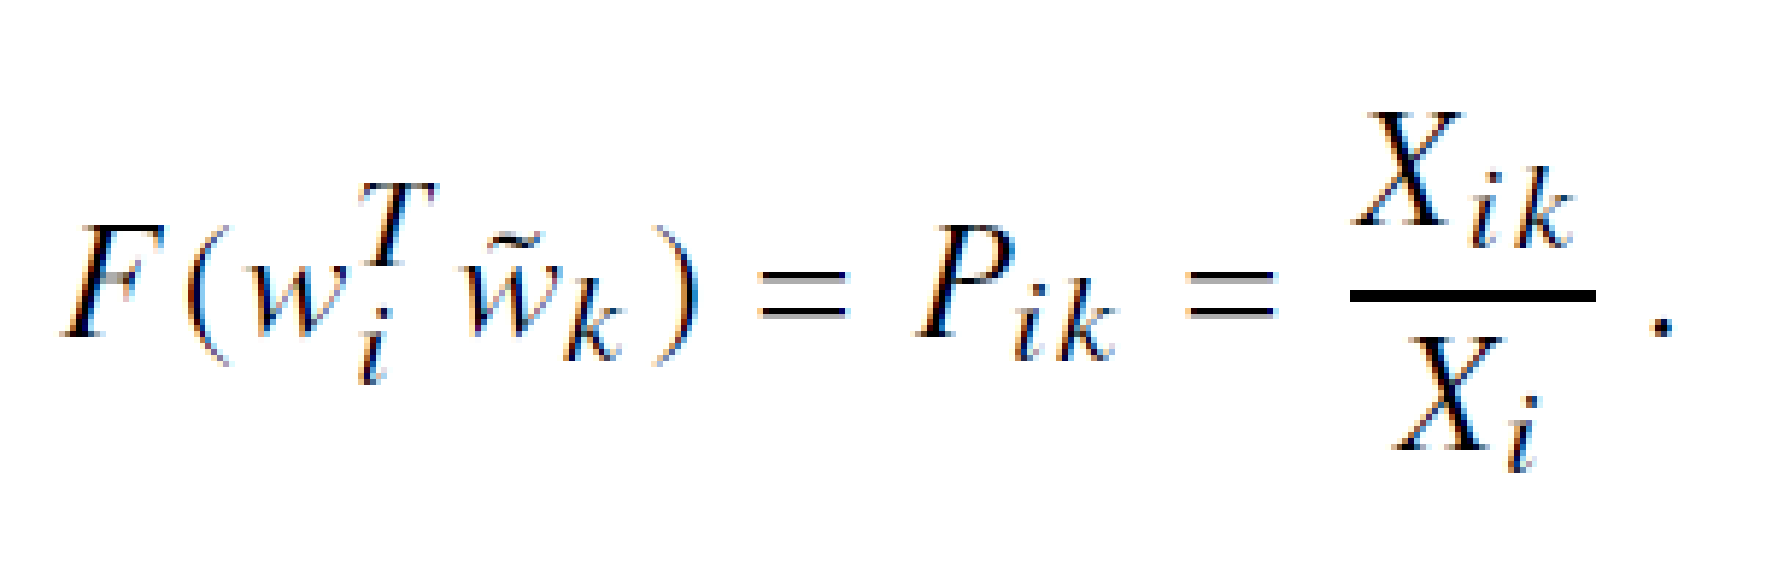 $F(w_i^T \tilde{w}_k) = P_{ik} = \frac{X_{ik}}{X_i}.$